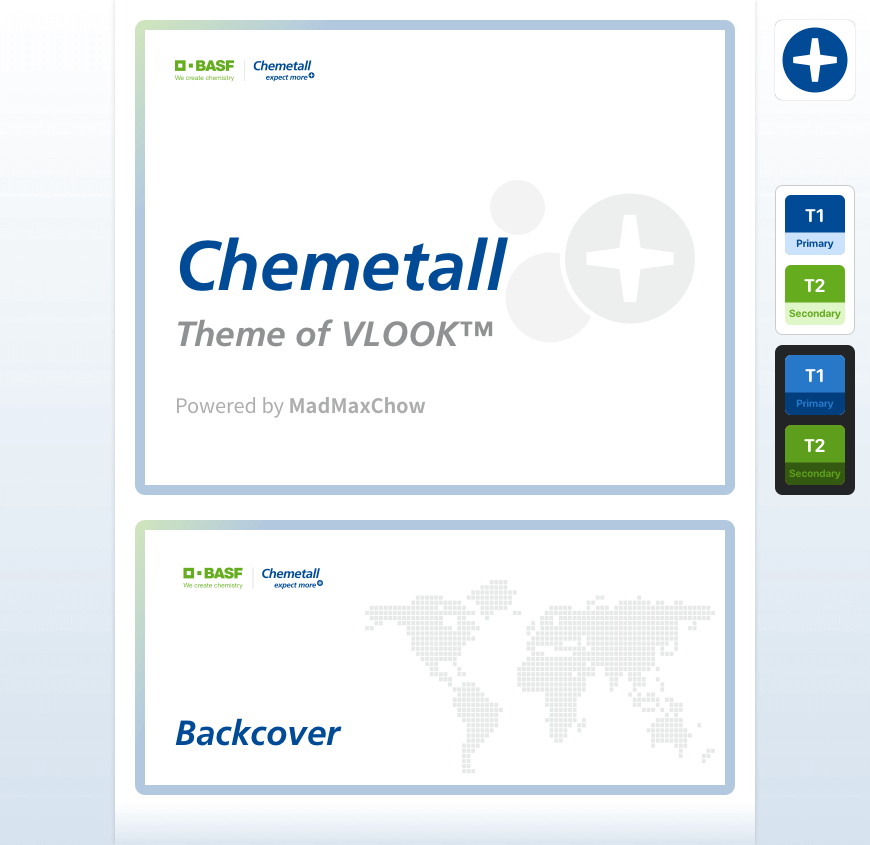 BASF
We create chemistry
Chemetall
expect more
Chemetall
Theme of VLOOK™
Powered by MadMaxChow
T1
Primary
T2
Secondary
T1
Primary
T2
Secondary
BASF
We create chemistry
Chemetall
expect more
Backcover